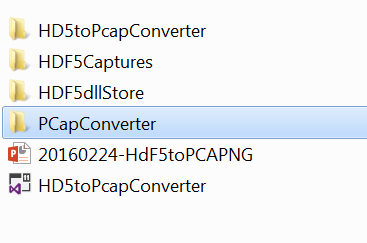 HD5toPcapConverter
HDF5Captures
HDF5dllStore
PCapConverter
20160224-HdF5toPCAPNG
HD5toPcapConverter